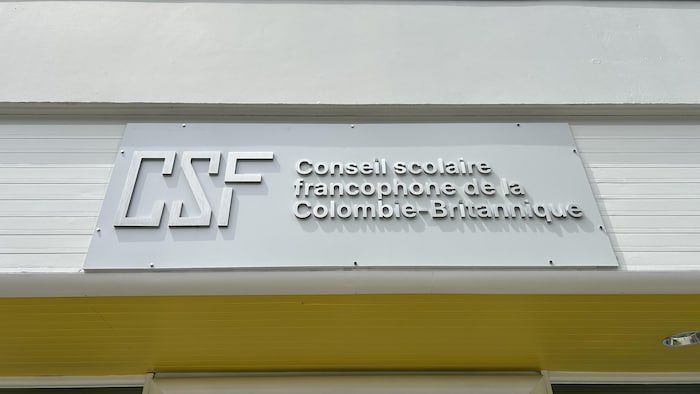 CSF
Conseil scolaire
francophone de la
Colombie-Britannique